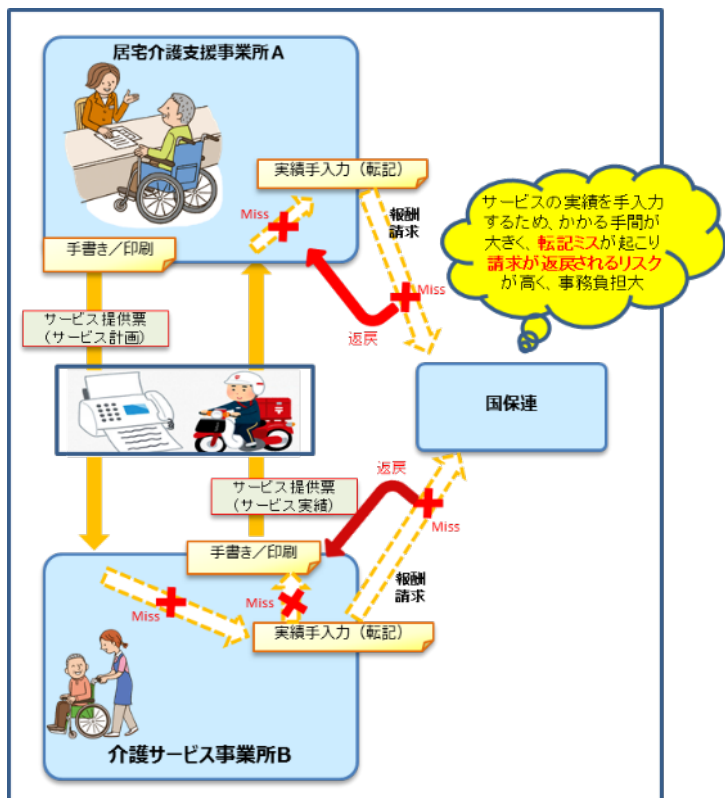 居宅介護支援事業所A
実績手入力（転記）
Miss
報酬
請求
手書き／印刷
Miss
返戻
サービス提供票
（サービス計画）
サービスの実績を手入力
するため、かかる手間が
大きく、転記ミスが起こり
請求が返戻されるリスク
が高く、事務負担大
国保連
返戻
サービス提供票
（サービス実績）
Miss
手書き／印刷
報酬
請求
Miss
Miss
実績手入力（転記）
介護サービス事業所B